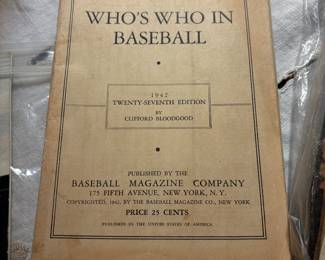 WHO'S WHO IN
BASEBALL
1942
TWENTY-SEVENTH EDITION
BY
CLIFFORD BLOODGOOD
PUBLISHED BY THE
BASEBALL MAGAZINE COMPANY
175 FIFTH AVENUE, NEW YORK, N. Y.
COPYRIGHTED, 1942, BY THE BASEBALL MAGAZINE CO., NEW YORK
PRICE 25 CENTS
PUBLISHED IN THE UNITED STATES OF AMERICA